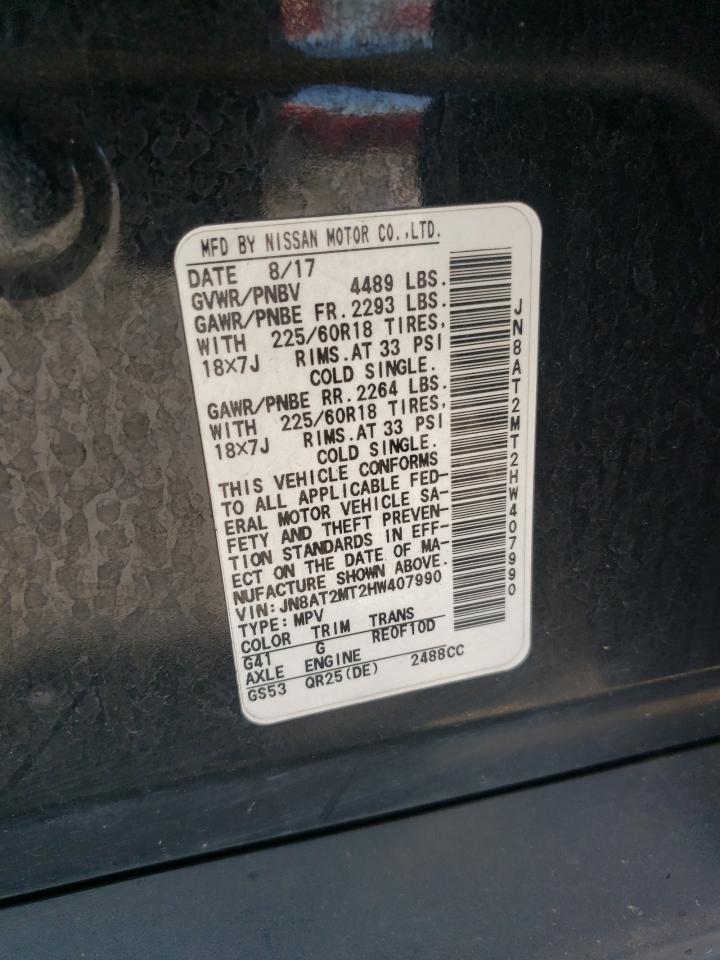 MFD BY NISSAN MOTOR CO.,LTD.
DATE 8/17
GVWR/PNBV 4489 LBS.
GAWR/PNBE FR. 2293 LBS.
WITH 225/60R18 TIRES,
18X7J RIMS.AT 33 PSI
COLD SINGLE.
GAWR/PNBE RR. 2264 LBS.
WITH 225/60R18 TIRES,
18X7J RIMS.AT 33 PSI
COLD SINGLE.
THIS VEHICLE CONFORMS
TO ALL APPLICABLE FED-
ERAL MOTOR VEHICLE SA-
FETY AND THEFT PREVEN-
TION STANDARDS IN EFF-
ECT ON THE DATE OF MA-
NUFACTURE SHOWN ABOVE.
VIN: JN8AT2MT2HW407990
TYPE: MPV
COLOR TRIM TRANS
G41 G RE0F10D
AXLE ENGINE
GS53 QR25(DE) 2488CC
JN8AT2MT2HW407990